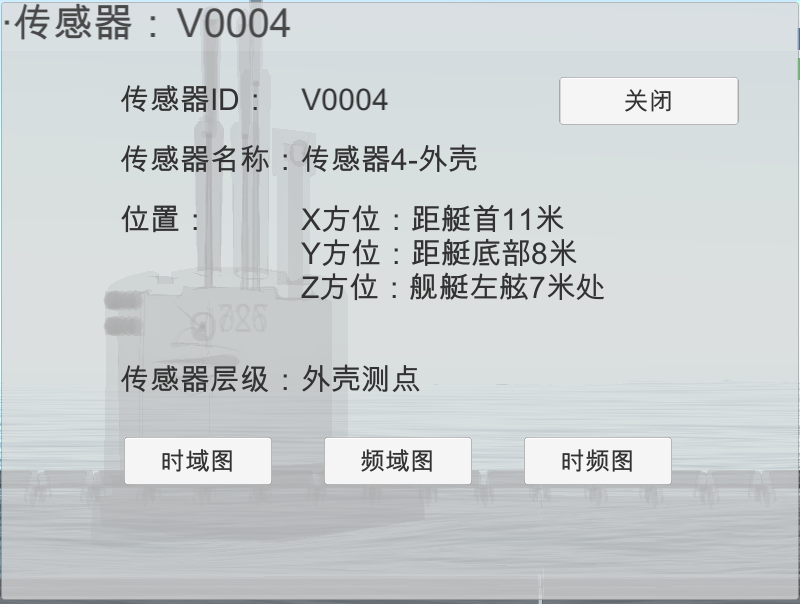 ·传感器：V0004
传感器ID： V0004
关闭
传感器名称：传感器4-外壳
位置： X方位：距艇首11米
Y方位：距艇底部8米
Z方位：舰艇左舷7米处
传感器层级：外壳测点
时域图 频域图 时频图